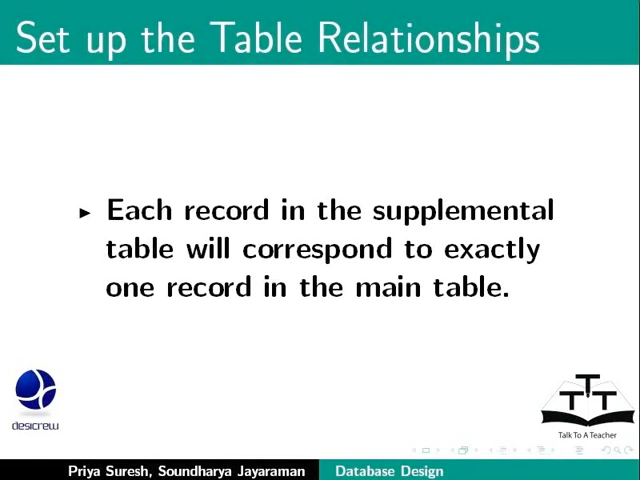 Set up the Table Relationships
Each record in the supplemental
table will correspond to exactly
one record in the main table.
desicrew
T T T
Talk To A Teacher
Priya Suresh, Soundharya Jayaraman Database Design